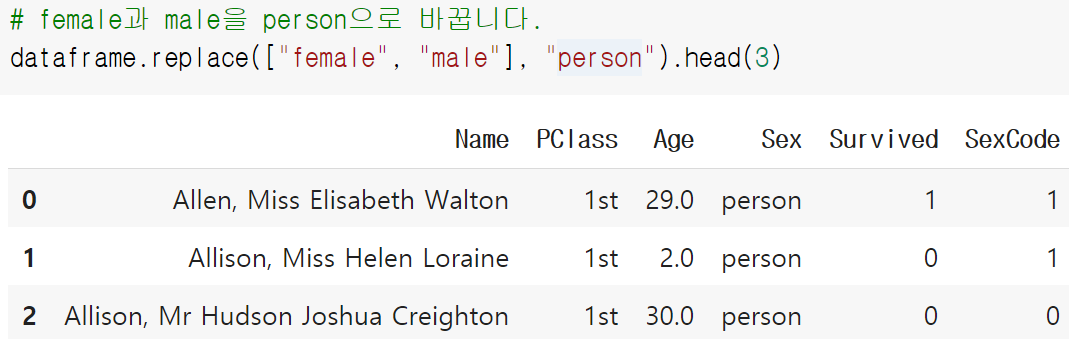 # female과 male을 person으로 바꿉니다.
dataframe.replace(["female", "male"], "person").head(3)
Name PClass Age Sex Survived SexCode
0 Allen, Miss Elisabeth Walton 1st 29.0 person 1 1
1 Allison, Miss Helen Loraine 1st 2.0 person 0 1
2 Allison, Mr Hudson Joshua Creighton 1st 30.0 person 0 0